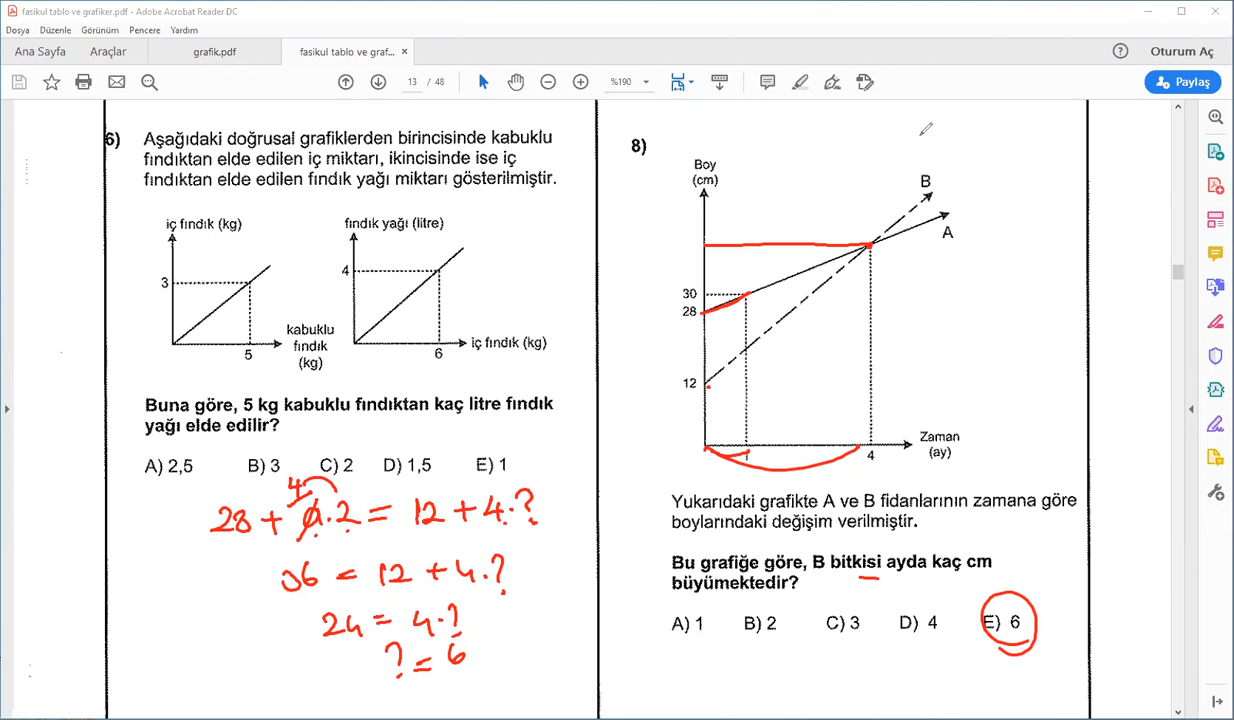 fasikul tablo ve grafiker.pdf - Adobe Acrobat Reader DC
Dosya Düzenle Görünüm Pencere Yardım
Ana Sayfa Araçlar grafik.pdf fasikul tablo ve graf... × Oturum Aç
13 / 48 %190 Paylaş
6) Aşağıdaki doğrusal grafiklerden birincisinde kabuklu
fındıktan elde edilen iç miktarı, ikincisinde ise iç
fındıktan elde edilen fındık yağı miktarı gösterilmiştir.
iç fındık (kg)
3
5
kabuklu
fındık
(kg)
fındık yağı (litre)
4
6
iç fındık (kg)
Buna göre, 5 kg kabuklu fındıktan kaç litre fındık
yağı elde edilir?
A) 2,5 B) 3 C) 2 D) 1,5 E) 1
4
28 + . 2 = 12 + 4 . ?
36 = 12 + 4 . ?
24 = 4 . ?
? = 6
8)
Boy
(cm)
B
A
30
28
12
1
4
Zaman
(ay)
Yukarıdaki grafikte A ve B fidanlarının zamana göre
boylarındaki değişim verilmiştir.
Bu grafiğe göre, B bitkisi ayda kaç cm
büyümektedir?
A) 1 B) 2 C) 3 D) 4 E) 6